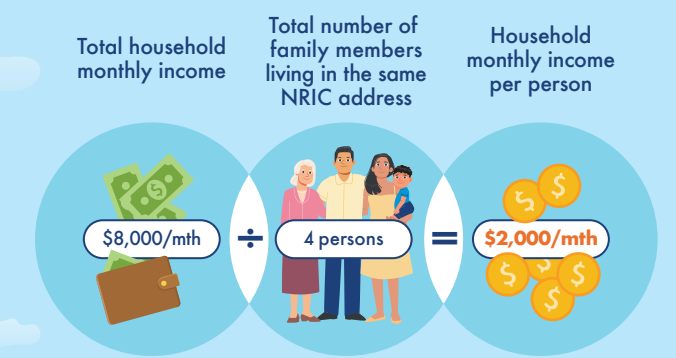 Total household
monthly income
Total number of
family members
living in the same
NRIC address
Household
monthly income
per person
$8,000/mth
÷
4 persons
=
$2,000/mth